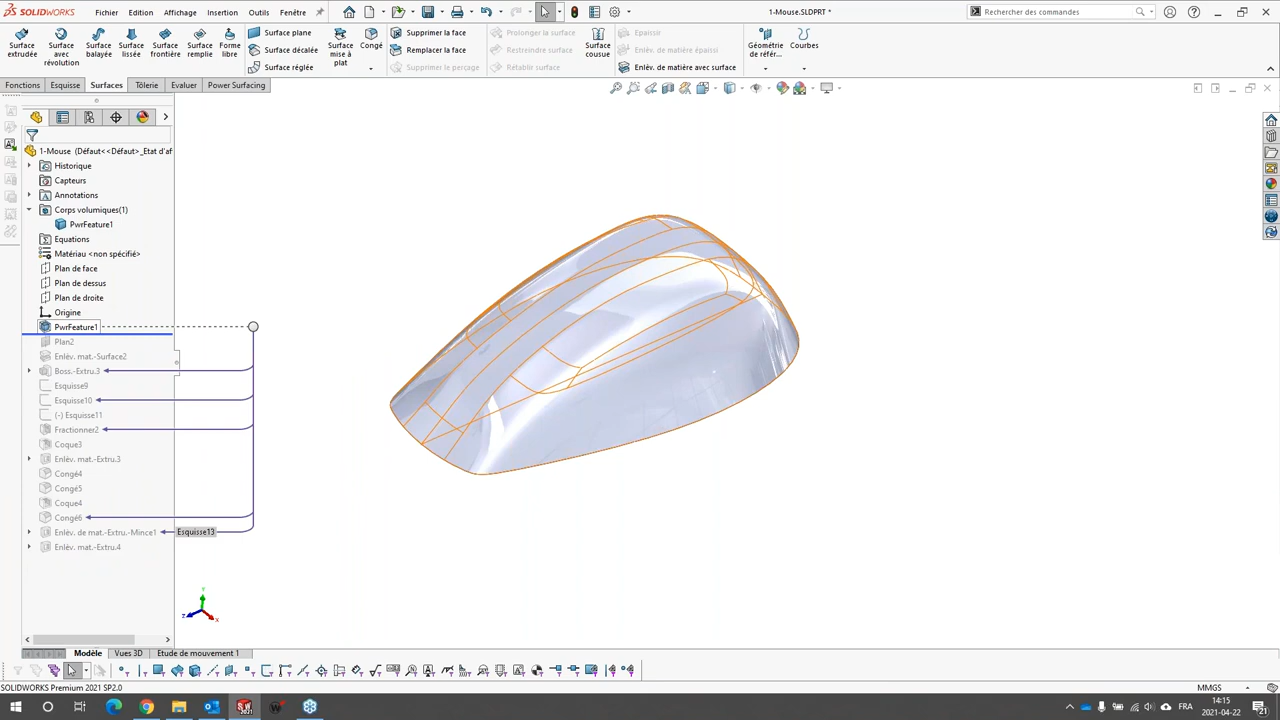 SOLIDWORKS Fichier Edition Affichage Insertion Outils Fenêtre 1-Mouse.SLDPRT * Rechercher des commandes
Surface extrudée
Surface avec révolution
Surface balayée
Surface lissée
Surface frontière
Surface remplie
Forme libre
Surface plane
Surface décalée
Surface réglée
Surface mise à plat
Congé
Supprimer la face
Remplacer la face
Supprimer le perçage
Prolonger la surface
Restreindre surface
Rétablir surface
Surface cousue
Epaissir
Enlèv. de matière épaissi
Enlèv. de matière avec surface
Géométrie de référ...
Courbes
Fonctions Esquisse Surfaces Tôlerie Evaluer Power Surfacing
1-Mouse (Défaut<<Défaut>_Etat d'af
Historique
Capteurs
Annotations
Corps volumiques(1)
PwrFeature1
Equations
Matériau <non spécifié>
Plan de face
Plan de dessus
Plan de droite
Origine
PwrFeature1
Plan2
Enlèv. mat.-Surface2
Boss.-Extru.3
Esquisse9
Esquisse10
(-) Esquisse11
Fractionner2
Coque3
Enlèv. mat.-Extru.3
Congé4
Congé5
Coque4
Congé6
Enlèv. de mat.-Extru.-Mince1 Esquisse13
Enlèv. mat.-Extru.4
Y
Z X
Modèle Vues 3D Etude de mouvement 1
SOLIDWORKS Premium 2021 SP2.0 MMGS
FRA 14:15
2021-04-22
21